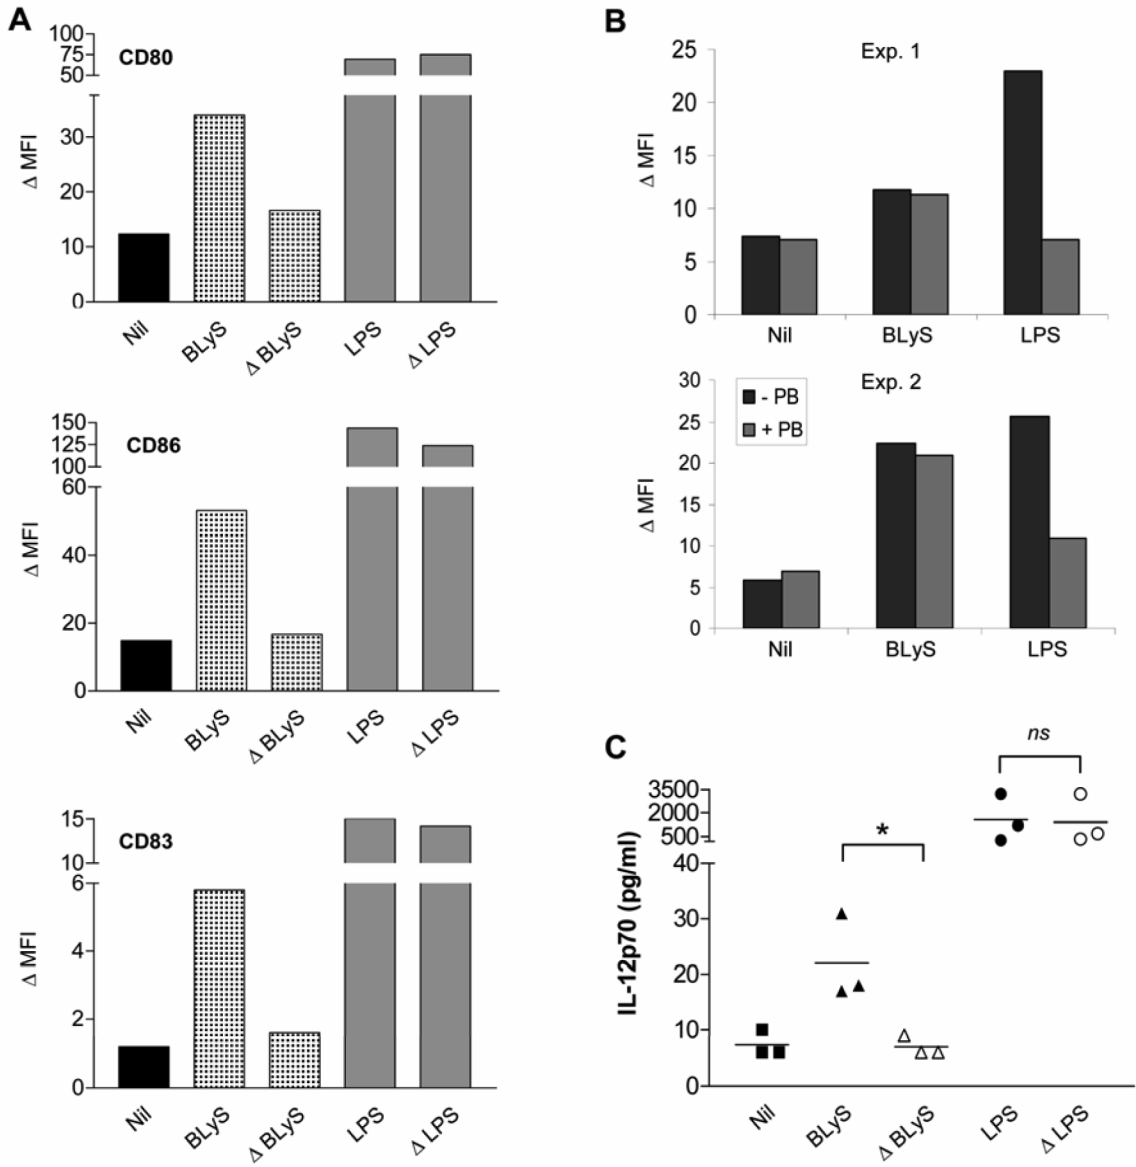 A
CD80
100
75
50
30
20
10
0
Δ MFI
Nil
BLyS
Δ BLyS
LPS
Δ LPS
CD86
150
125
100
60
40
20
0
Δ MFI
Nil
BLyS
Δ BLyS
LPS
Δ LPS
CD83
15
10
6
4
2
0
Δ MFI
Nil
BLyS
Δ BLyS
LPS
Δ LPS
B
Exp. 1
25
20
15
10
5
0
Δ MFI
Nil
BLyS
LPS
Exp. 2
- PB
+ PB
30
25
20
15
10
5
0
Δ MFI
Nil
BLyS
LPS
C
ns
*
3500
2000
500
40
30
20
10
0
IL-12p70 (pg/ml)
Nil
BLyS
Δ BLyS
LPS
Δ LPS